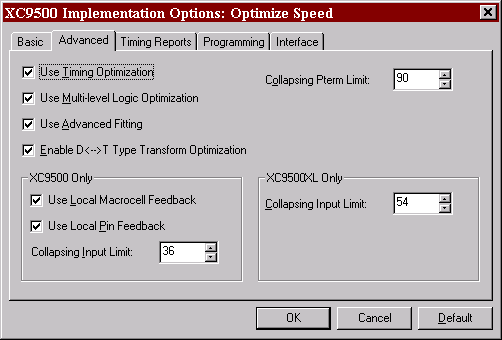 XC9500 Implementation Options: Optimize Speed
Basic Advanced Timing Reports Programming Interface
Use Timing Optimization
Collapsing Pterm Limit: 90
Use Multi-level Logic Optimization
Use Advanced Fitting
Enable D<-->T Type Transform Optimization
XC9500 Only
Use Local Macrocell Feedback
Use Local Pin Feedback
Collapsing Input Limit: 36
XC9500XL Only
Collapsing Input Limit: 54
OK Cancel Default